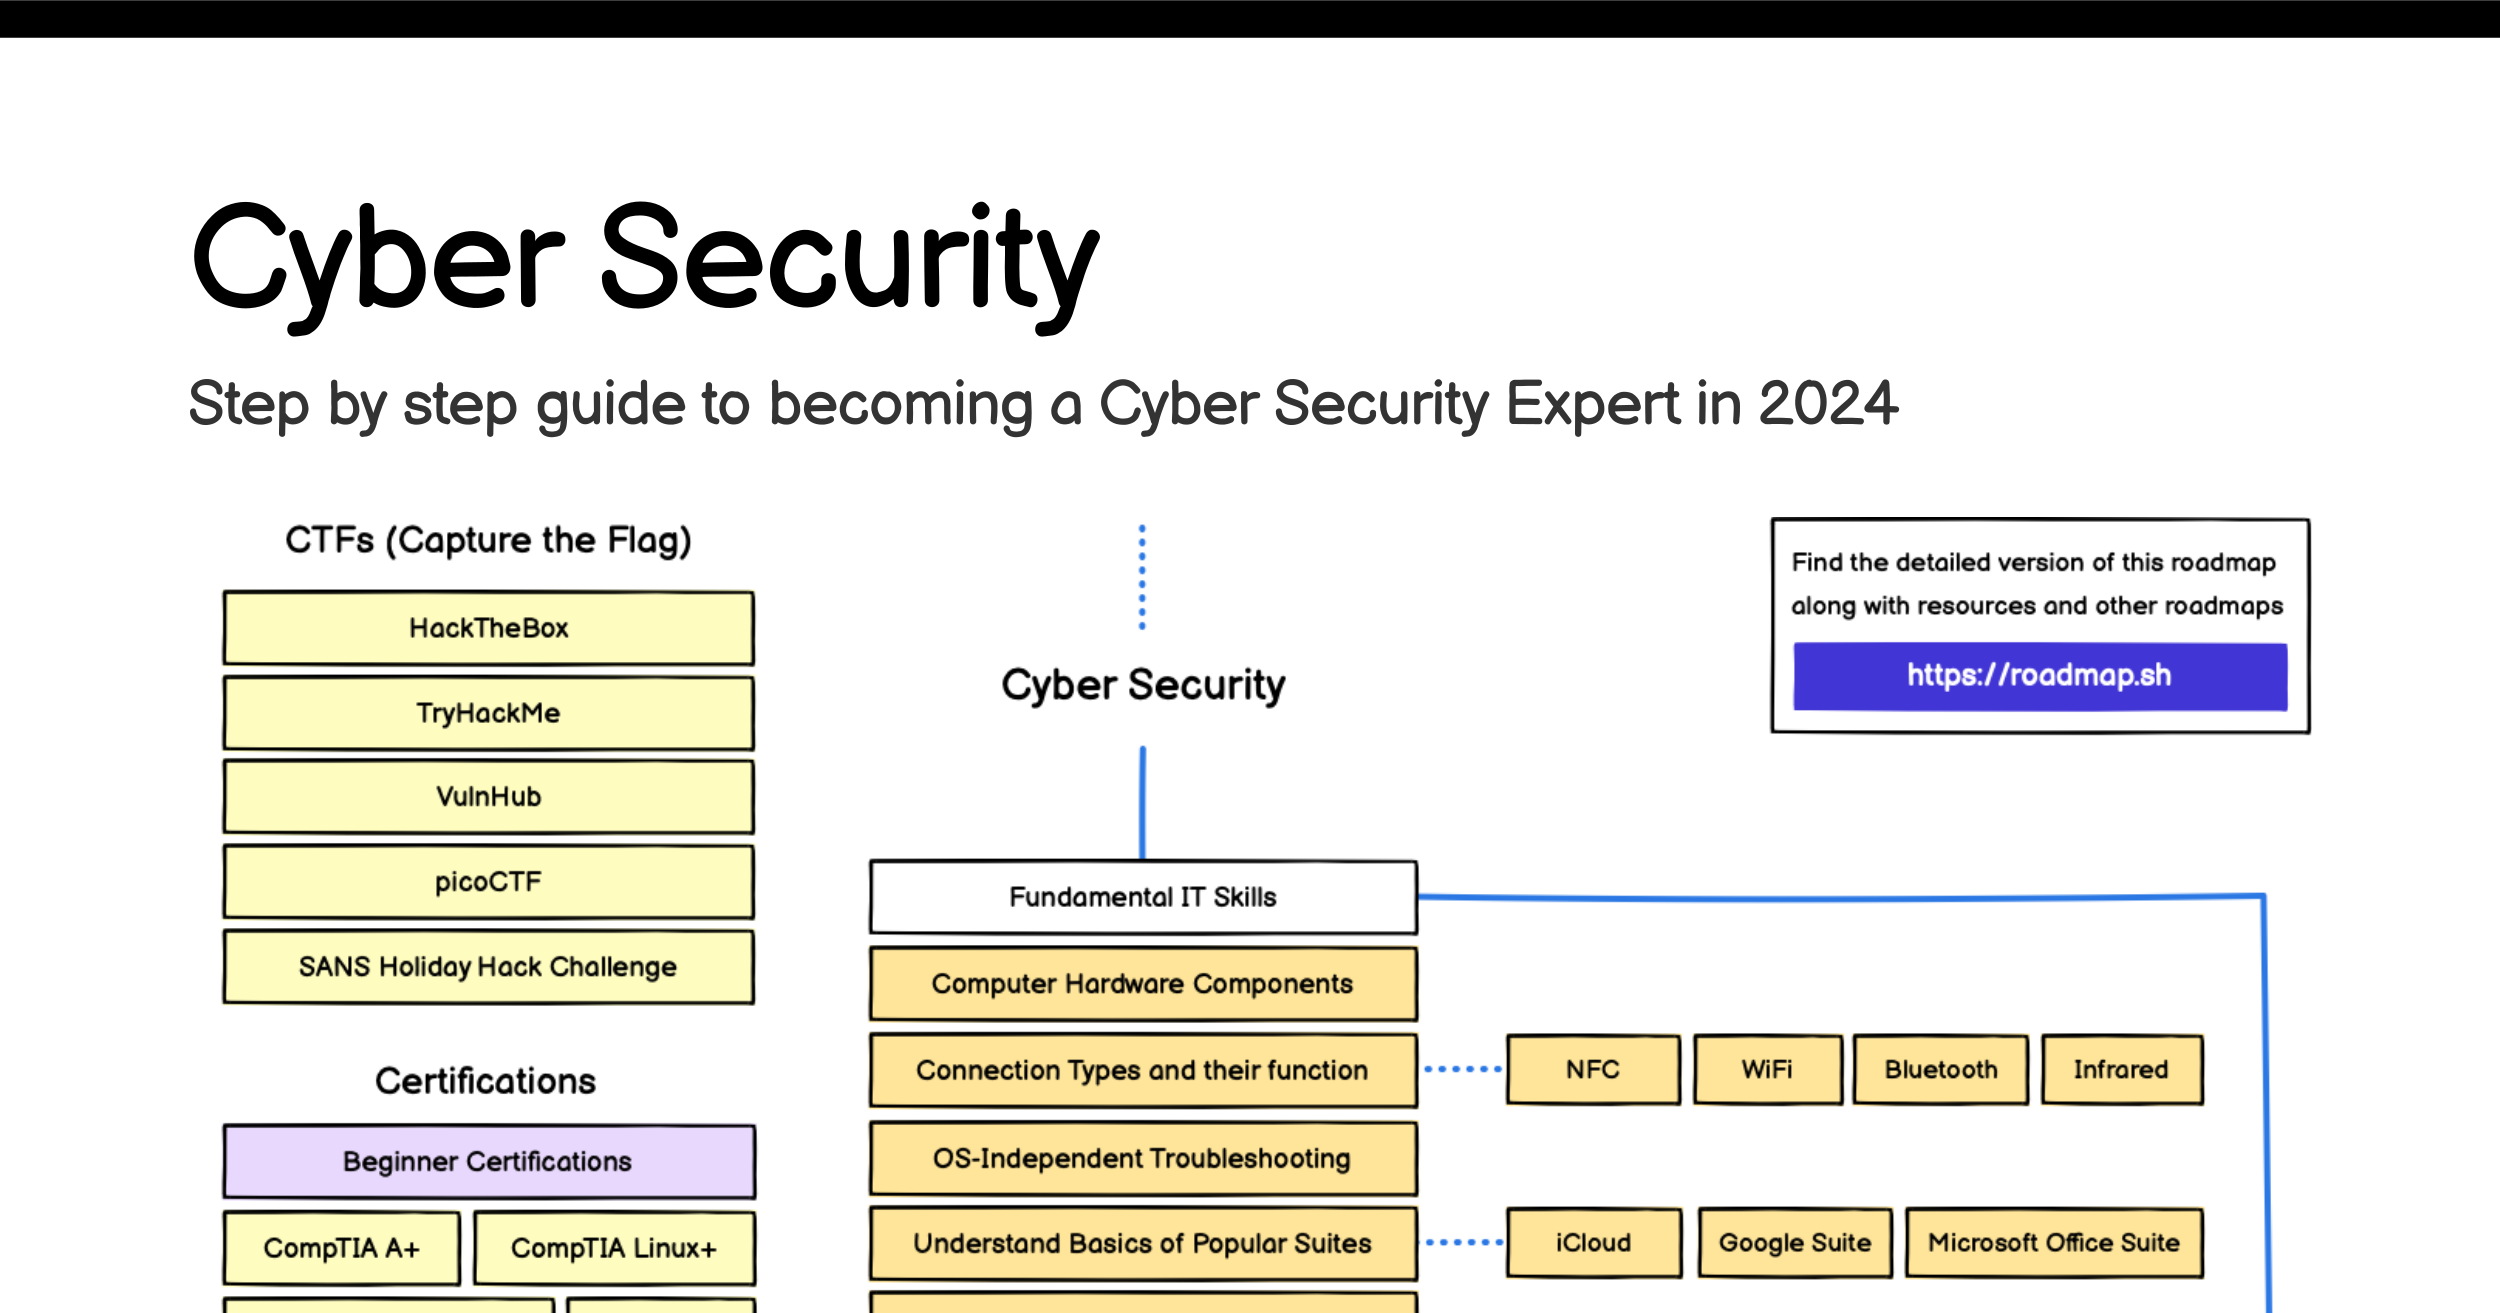 Cyber Security
Step by step guide to becoming a Cyber Security Expert in 2024
CTFs (Capture the Flag)
HackTheBox
TryHackMe
VulnHub
picoCTF
SANS Holiday Hack Challenge
Certifications
Beginner Certifications
CompTIA A+
CompTIA Linux+
Cyber Security
Fundamental IT Skills
Computer Hardware Components
Connection Types and their function
NFC
WiFi
Bluetooth
Infrared
OS-Independent Troubleshooting
Understand Basics of Popular Suites
iCloud
Google Suite
Microsoft Office Suite
Find the detailed version of this roadmap
along with resources and other roadmaps
https://roadmap.sh